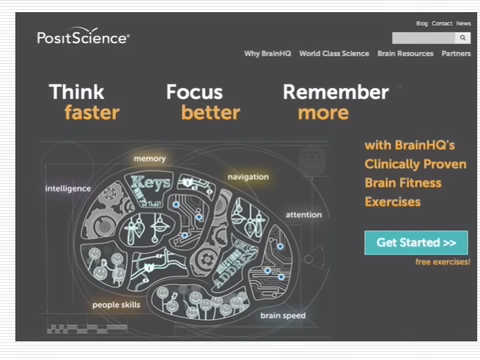 Blog Contact News
PositScience®
Why BrainHQ World Class Science Brain Resources Partners
Think Focus Remember
faster better more
with BrainHQ's
Clinically Proven
Brain Fitness
Exercises
Get Started >>
free exercises!
memory
navigation
intelligence
attention
Keys
ADDRESS
people skills
brain speed